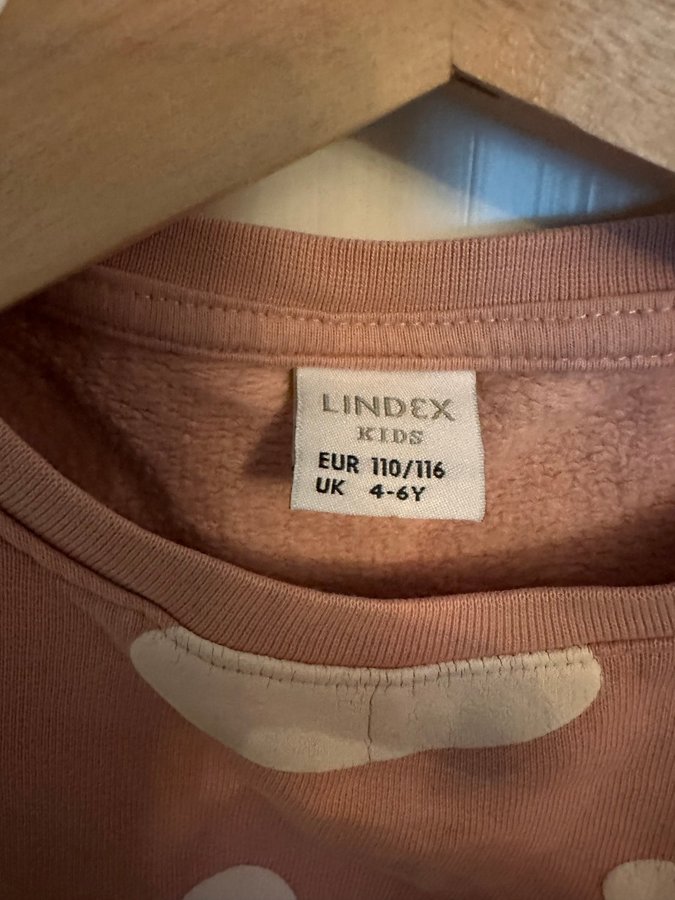 LINDEX
KIDS
EUR 110/116
UK 4-6Y